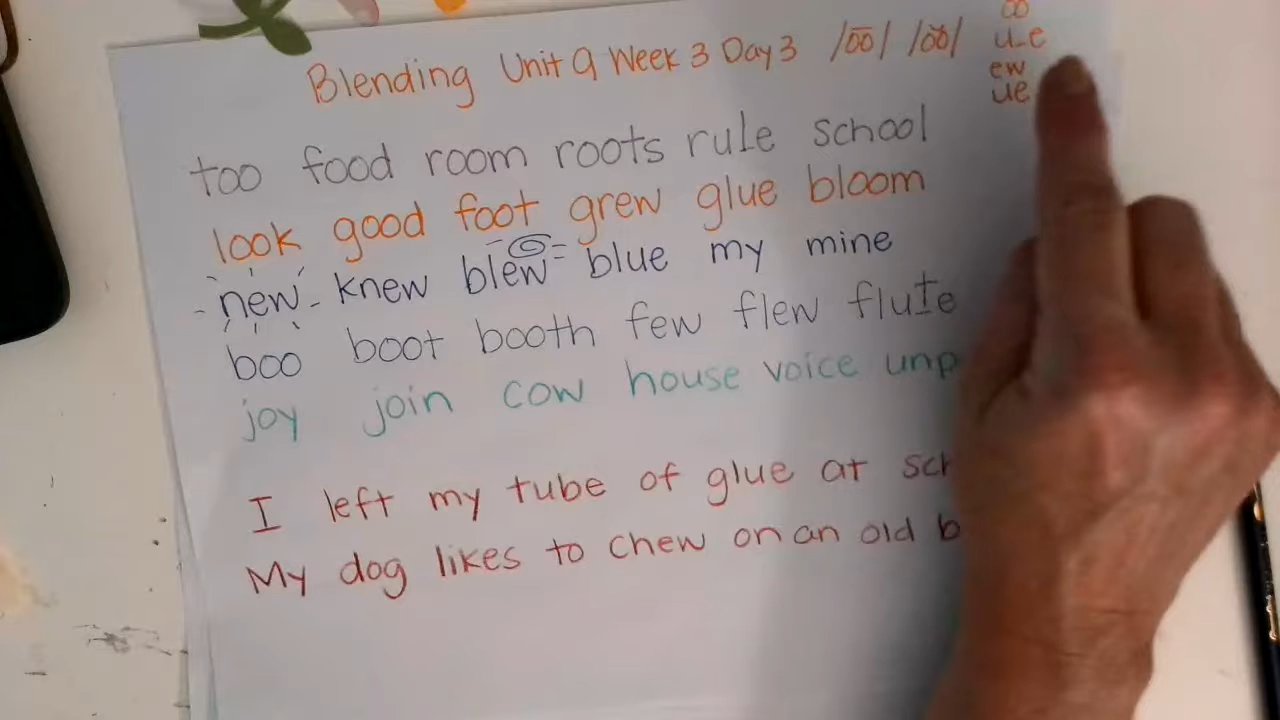 Blending Unit 9 Week 3 Day 3 /o͞o/ /o͝o/
oo
u_e
ew
ue
too food room roots rule school
look good foot grew glue bloom
new knew blew blue my mine
boo boot booth few flew flute
joy join cow house voice
I left my tube of glue at
My dog likes to chew on an old